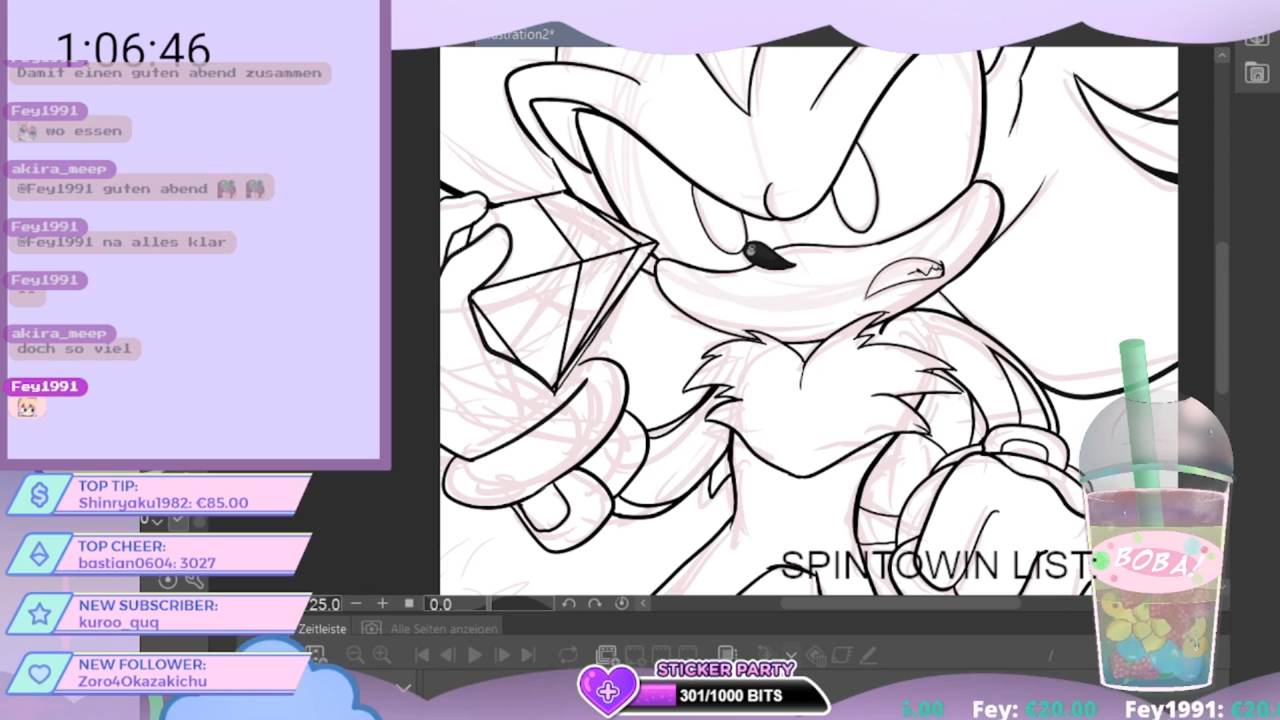 1:06:46
Damit einen guten abend zusammen
Fey1991
wo essen
akira_meep
@Fey1991 guten abend
Fey1991
@Fey1991 na alles klar
Fey1991
^^
akira_meep
doch so viel
Fey1991
TOP TIP:
Shinryaku1982: €85.00
TOP CHEER:
bastian0604: 3027
NEW SUBSCRIBER:
kuroo_quq
NEW FOLLOWER:
Zoro4Okazakichu
ustration2*
SPINTOWIN LIST:
BOBA!
25.0
0.0
Zeitleiste
Alle Seiten anzeigen
STICKER PARTY
301/1000 BITS
5.00 Fey: €20.00 Fey1991: €20.